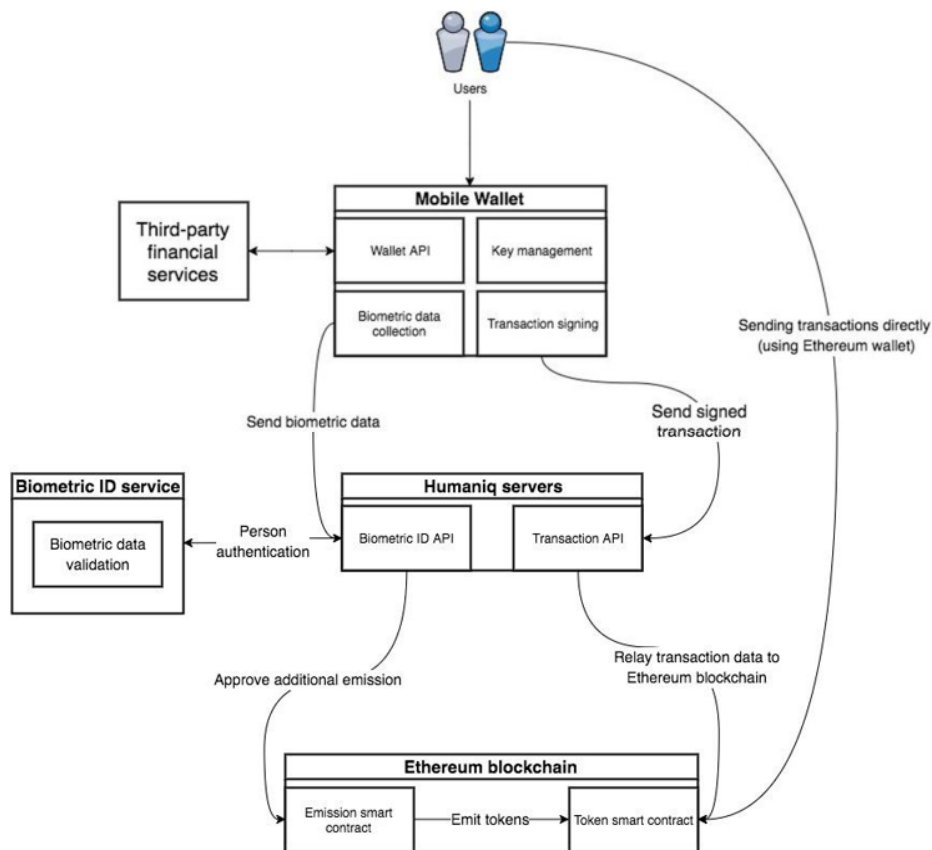 Users
Mobile Wallet
Third-party
financial
services
Wallet API
Key management
Biometric data
collection
Transaction signing
Sending transactions directly
(using Ethereum wallet)
Send biometric data
Send signed
transaction
Biometric ID service
Humaniq servers
Biometric data
validation
Person
authentication
Biometric ID API
Transaction API
Approve additional emission
Relay transaction data to
Ethereum blockchain
Ethereum blockchain
Emission smart
contract
Emit tokens
Token smart contract